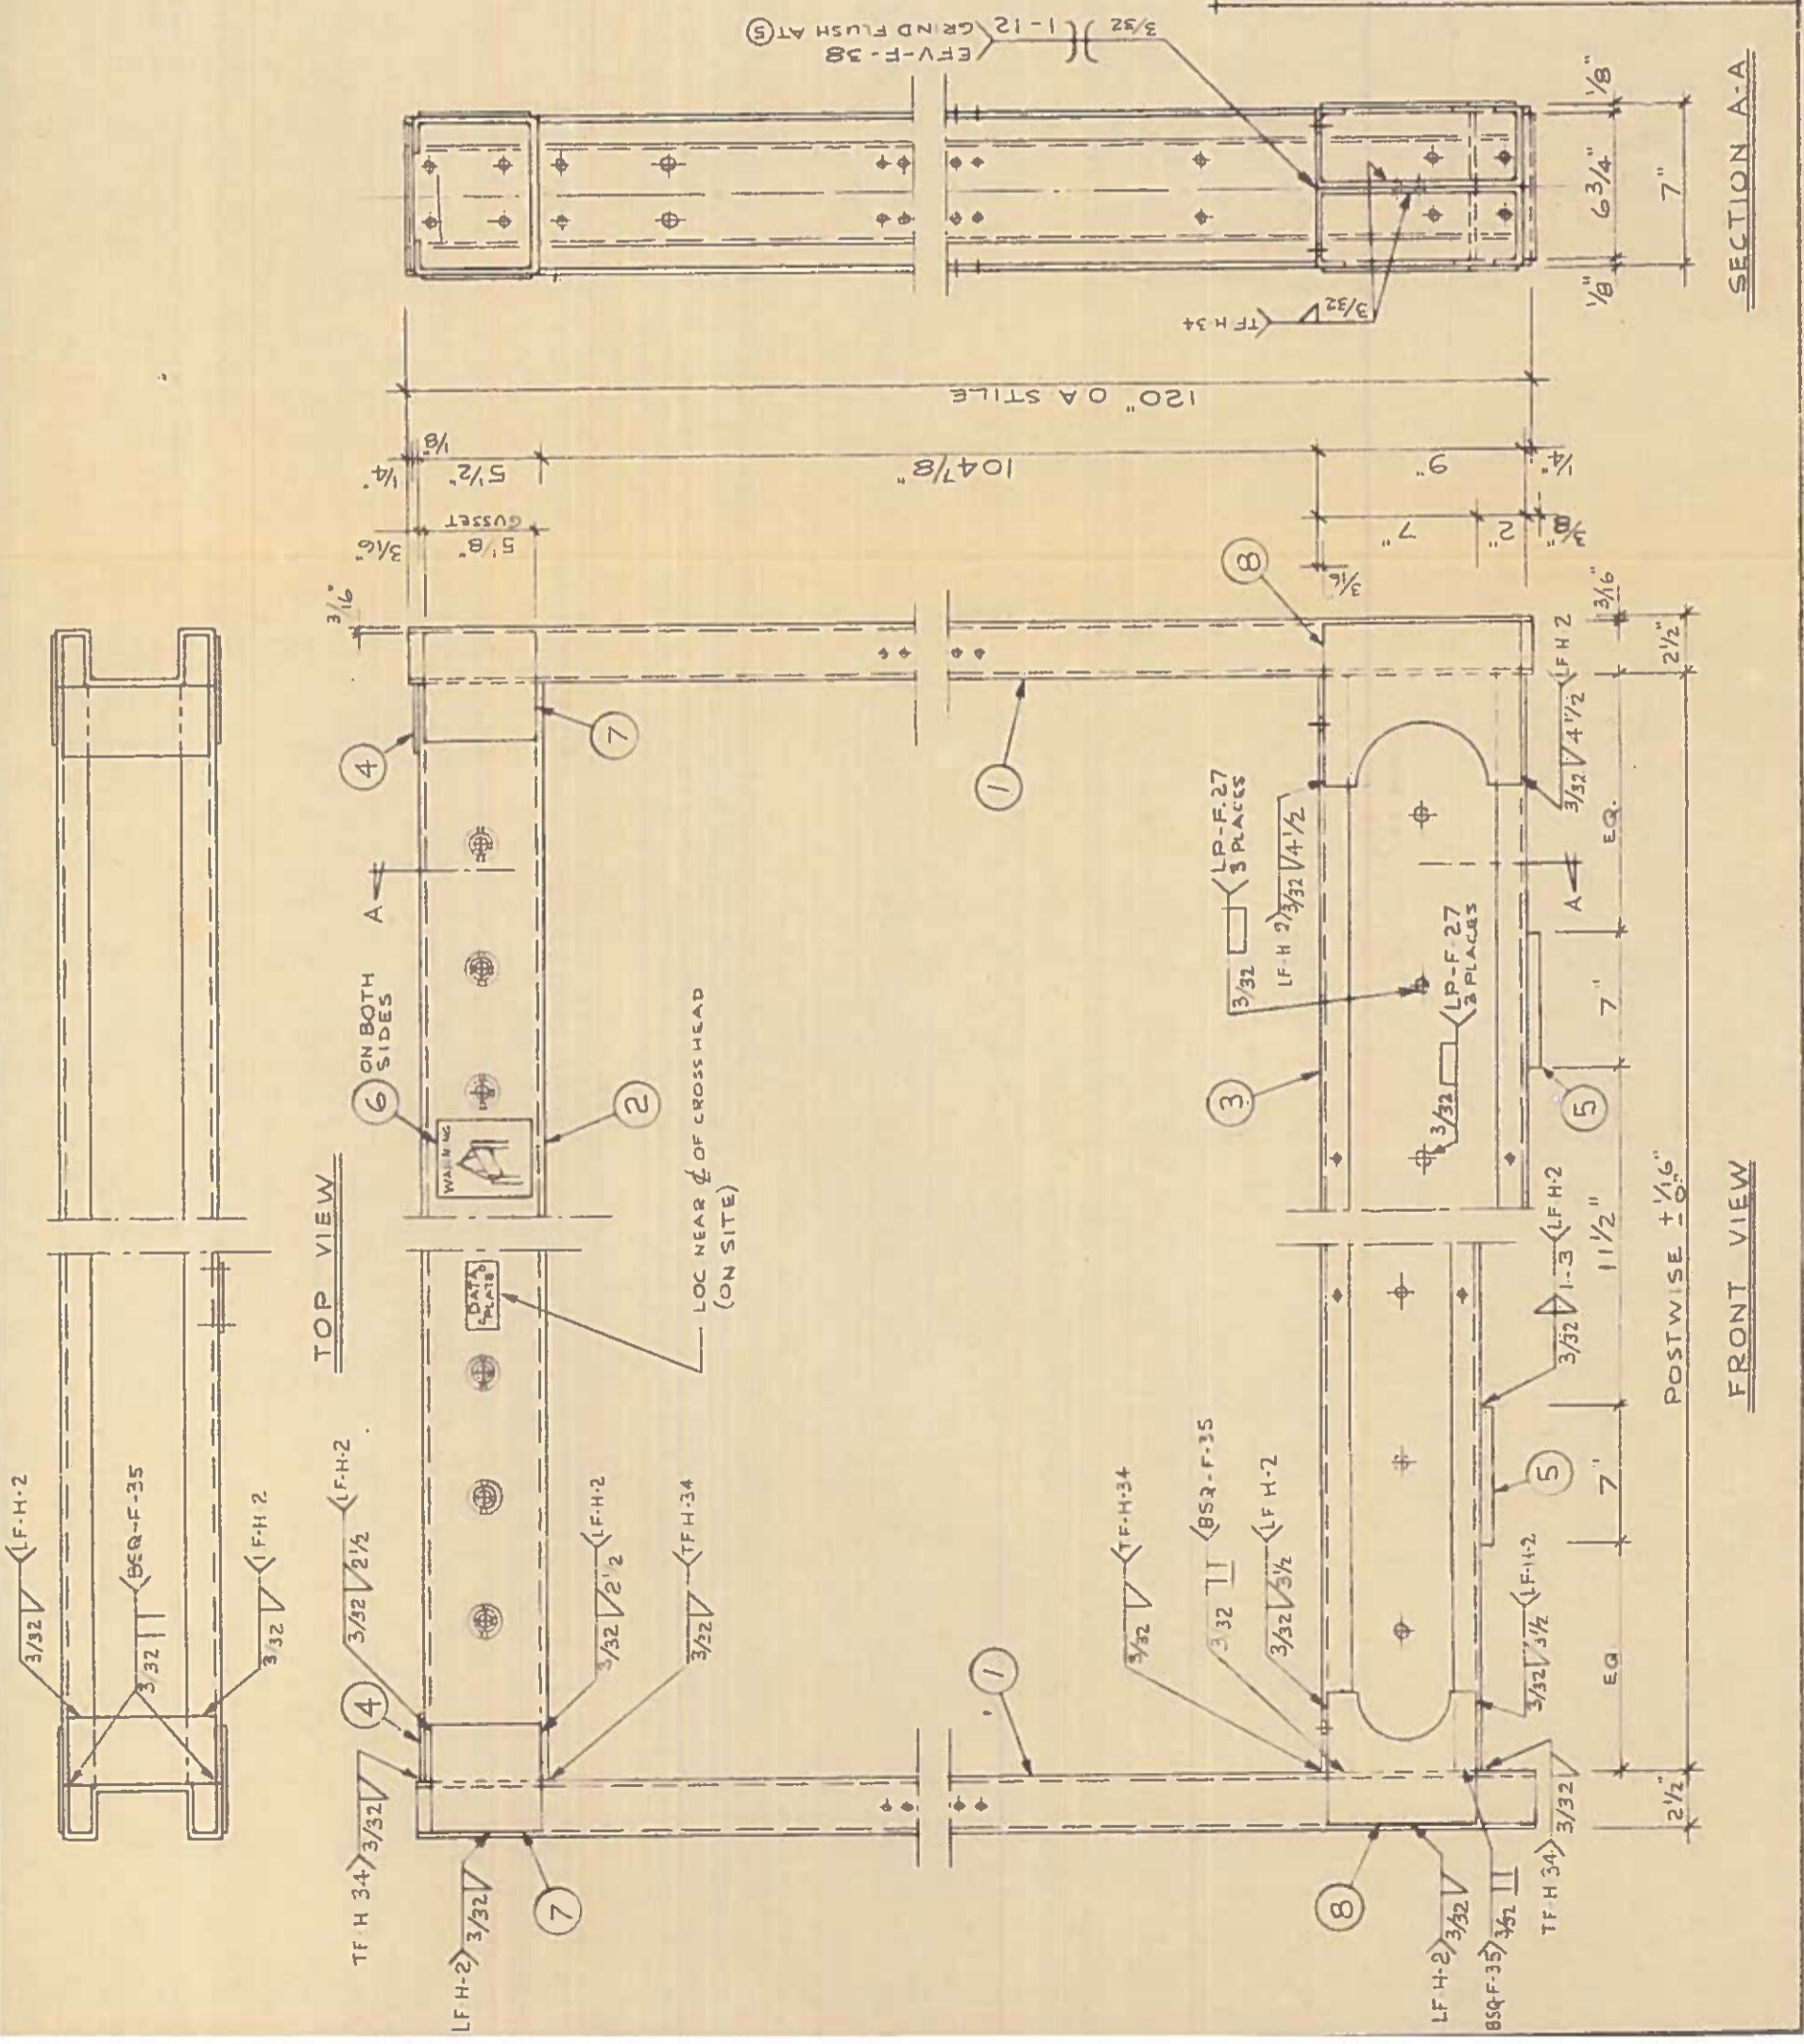 LF-H-2
3/32
BSQ-F-35
3/32
LF-H-2
3/32
TOP VIEW
TF-H 34
3/32
4
LF-H-2
3/32 2 1/2
6
ON BOTH
SIDES
A
4
3/16"
WARNING
DATA
PLATE
LF-H-2
3/32
7
LF-H-2
3/32 2 1/2
TF H-34
3/32
LOC NEAR ℄ OF CROSSHEAD
(ON SITE)
2
7
1
1
TF-H-34
3/32
BSQ-F-35
3/32
LF H-2
3/32 3 1/2
3
3/32
LP-F-27
3 PLACES
LF-H 2
3/32 4-1/2
8
3/32
LP-F-27
3 PLACES
8
LF H-2
3/32
BSQ-F-35
3/32
TF H 34
3/32
LF-H-2
3/32 3 1/2
5
3/32 1-3
LF H-2
5
A
3/32 4 1/2
LF H 2
2 1/2"
EQ
7"
11 1/2"
7"
EQ.
3/16"
2 1/2"
POSTWISE + 1/16"
- 0"
FRONT VIEW
3/16"
5 1/8"
GUSSET
3/16
7"
2"
3/8"
1/4"
5 1/2"
1/8"
104 7/8"
9"
1/4"
120" OA STILE
TF H-34
3/32
EFV-F-38
GRIND FLUSH AT 5
1-12
3/32
1/8"
6 3/4"
1/8"
7"
SECTION A-A